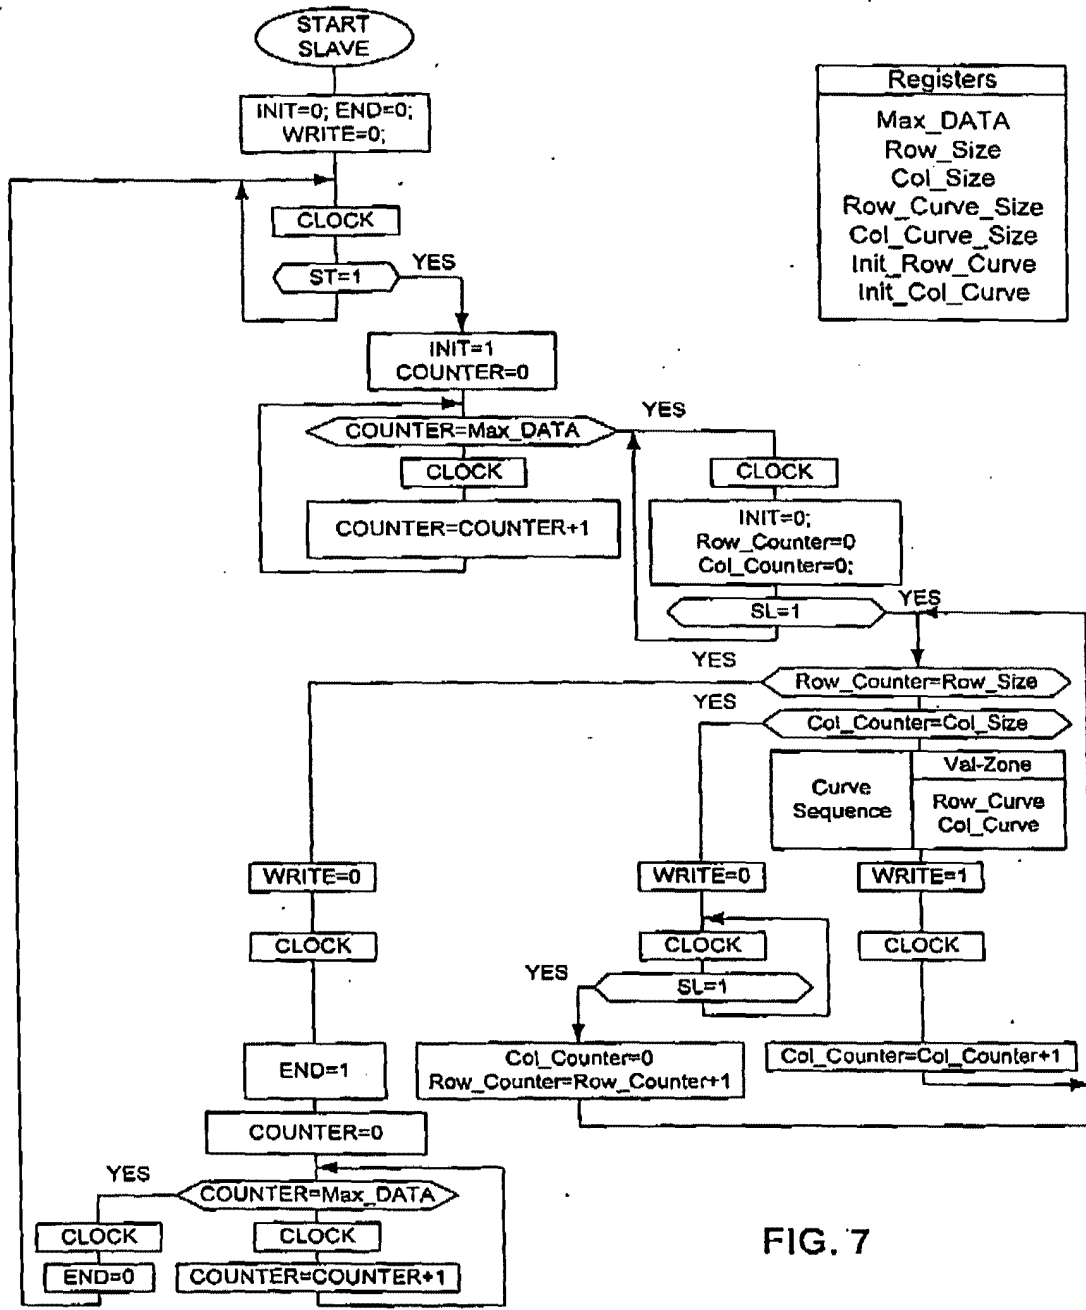 START
SLAVE
INIT=0; END=0;
WRITE=0;
CLOCK
ST=1
YES
INIT=1
COUNTER=0
COUNTER=Max_DATA
YES
CLOCK
COUNTER=COUNTER+1
CLOCK
INIT=0;
Row_Counter=0
Col_Counter=0;
SL=1
YES
Registers
Max_DATA
Row_Size
Col_Size
Row_Curve_Size
Col_Curve_Size
Init_Row_Curve
Init_Col_Curve
YES
Row_Counter=Row_Size
YES
Col_Counter=Col_Size
Curve
Sequence
Val-Zone
Row_Curve
Col_Curve
WRITE=0
WRITE=0
WRITE=1
CLOCK
CLOCK
CLOCK
YES
SL=1
END=1
Col_Counter=0
Row_Counter=Row_Counter+1
Col_Counter=Col_Counter+1
COUNTER=0
YES
COUNTER=Max_DATA
CLOCK
CLOCK
END=0
COUNTER=COUNTER+1
FIG. 7